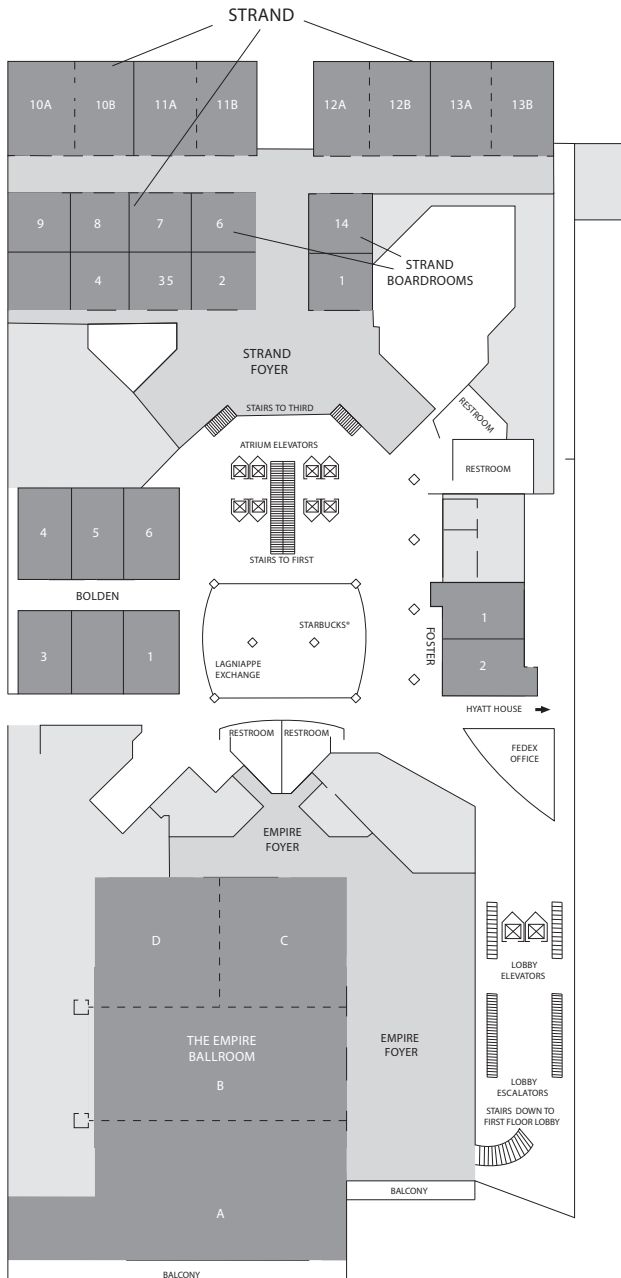 STRAND
10A 10B 11A 11B 12A 12B 13A 13B
9 8 7 6 14
STRAND
BOARDROOMS
4 35 2 1
STRAND
FOYER
STAIRS TO THIRD
RESTROOM
ATRIUM ELEVATORS
RESTROOM
4 5 6
STAIRS TO FIRST
BOLDEN
STARBUCKS®
1
FOSTER
3 1
LAGNIAPPE
EXCHANGE
2
HYATT HOUSE
RESTROOM RESTROOM
FEDEX
OFFICE
EMPIRE
FOYER
D C
LOBBY
ELEVATORS
THE EMPIRE
BALLROOM
EMPIRE
FOYER
B
LOBBY
ESCALATORS
STAIRS DOWN TO
FIRST FLOOR LOBBY
BALCONY
A
BALCONY